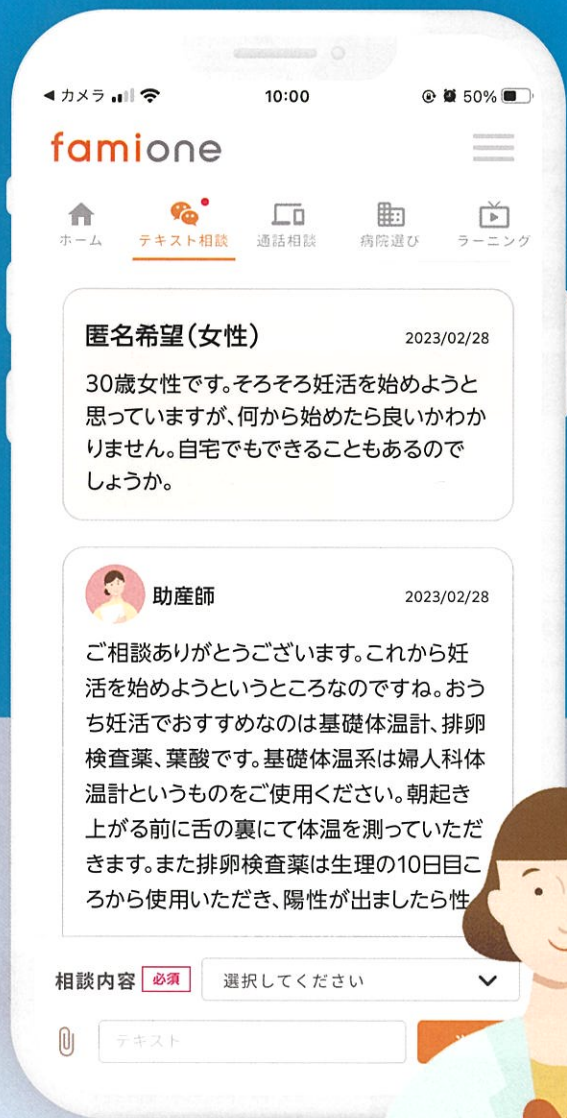 カメラ 10:00 50%
famione
ホーム テキスト相談 通話相談 病院選び ラーニング
匿名希望(女性) 2023/02/28
30歳女性です。そろそろ妊活を始めようと
思っていますが、何から始めたら良いかわか
りません。自宅でもできることもあるので
しょうか。
助産師 2023/02/28
ご相談ありがとうございます。これから妊
活を始めようというところなのですね。おう
ち妊活でおすすめなのは基礎体温計、排卵
検査薬、葉酸です。基礎体温系は婦人科体
温計というものをご使用ください。朝起き
上がる前に舌の裏にて体温を測っていただ
きます。また排卵検査薬は生理の10日目こ
ろから使用いただき、陽性が出ましたら性
相談内容 必須 選択してください
テキスト